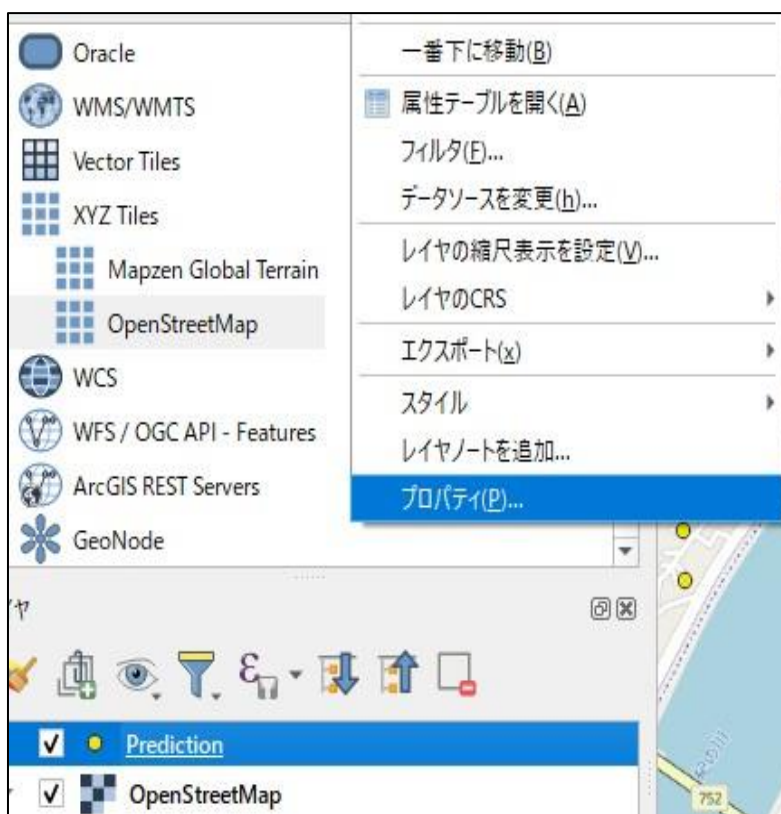 Oracle
WMS/WMTS
Vector Tiles
XYZ Tiles
Mapzen Global Terrain
OpenStreetMap
WCS
WFS / OGC API - Features
ArcGIS REST Servers
GeoNode
一番下に移動(B)
属性テーブルを開く(A)
フィルタ(F)...
データソースを変更(h)...
レイヤの縮尺表示を設定(V)...
レイヤのCRS
エクスポート(x)
スタイル
レイヤノートを追加...
プロパティ(P)...
ヤ
Prediction
OpenStreetMap
752